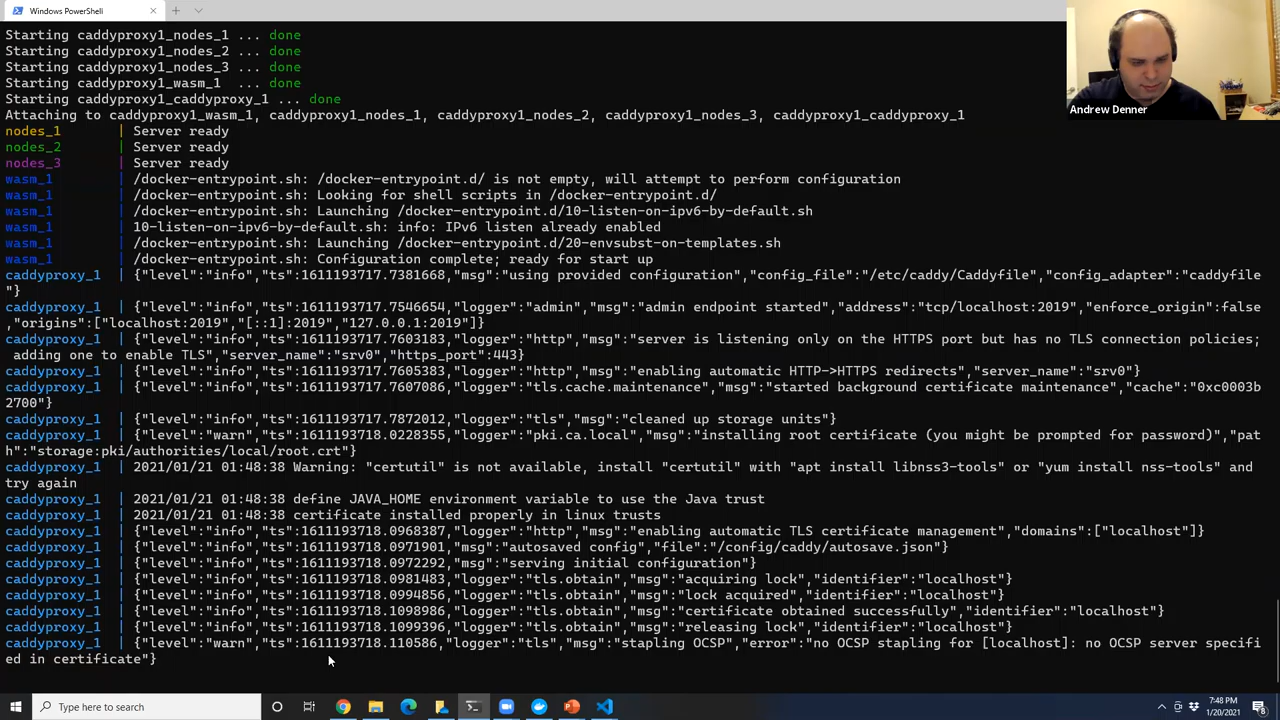 Windows PowerShell
Starting caddyproxy1_nodes_1 ... done
Starting caddyproxy1_nodes_2 ... done
Starting caddyproxy1_nodes_3 ... done
Starting caddyproxy1_wasm_1 ... done
Starting caddyproxy1_caddyproxy_1 ... done
Attaching to caddyproxy1_wasm_1, caddyproxy1_nodes_1, caddyproxy1_nodes_2, caddyproxy1_nodes_3, caddyproxy1_caddyproxy_1
nodes_1 | Server ready
nodes_2 | Server ready
nodes_3 | Server ready
wasm_1 | /docker-entrypoint.sh: /docker-entrypoint.d/ is not empty, will attempt to perform configuration
wasm_1 | /docker-entrypoint.sh: Looking for shell scripts in /docker-entrypoint.d/
wasm_1 | /docker-entrypoint.sh: Launching /docker-entrypoint.d/10-listen-on-ipv6-by-default.sh
wasm_1 | 10-listen-on-ipv6-by-default.sh: info: IPv6 listen already enabled
wasm_1 | /docker-entrypoint.sh: Launching /docker-entrypoint.d/20-envsubst-on-templates.sh
wasm_1 | /docker-entrypoint.sh: Configuration complete; ready for start up
caddyproxy_1 | {"level":"info","ts":1611193717.7381668,"msg":"using provided configuration","config_file":"/etc/caddy/Caddyfile","config_adapter":"caddyfile
"}
caddyproxy_1 | {"level":"info","ts":1611193717.7546654,"logger":"admin","msg":"admin endpoint started","address":"tcp/localhost:2019","enforce_origin":false
,"origins":["localhost:2019","[::1]:2019","127.0.0.1:2019"]}
caddyproxy_1 | {"level":"info","ts":1611193717.7603183,"logger":"http","msg":"server is listening only on the HTTPS port but has no TLS connection policies;
adding one to enable TLS","server_name":"srv0","https_port":443}
caddyproxy_1 | {"level":"info","ts":1611193717.7605383,"logger":"http","msg":"enabling automatic HTTP->HTTPS redirects","server_name":"srv0"}
caddyproxy_1 | {"level":"info","ts":1611193717.7607086,"logger":"tls.cache.maintenance","msg":"started background certificate maintenance","cache":"0xc0003b
2700"}
caddyproxy_1 | {"level":"info","ts":1611193717.7872012,"logger":"tls","msg":"cleaned up storage units"}
caddyproxy_1 | {"level":"warn","ts":1611193718.0228355,"logger":"pki.ca.local","msg":"installing root certificate (you might be prompted for password)","pat
h":"storage:pki/authorities/local/root.crt"}
caddyproxy_1 | 2021/01/21 01:48:38 Warning: "certutil" is not available, install "certutil" with "apt install libnss3-tools" or "yum install nss-tools" and
try again
caddyproxy_1 | 2021/01/21 01:48:38 define JAVA_HOME environment variable to use the Java trust
caddyproxy_1 | 2021/01/21 01:48:38 certificate installed properly in linux trusts
caddyproxy_1 | {"level":"info","ts":1611193718.0968387,"logger":"http","msg":"enabling automatic TLS certificate management","domains":["localhost"]}
caddyproxy_1 | {"level":"info","ts":1611193718.0971901,"msg":"autosaved config","file":"/config/caddy/autosave.json"}
caddyproxy_1 | {"level":"info","ts":1611193718.0972292,"msg":"serving initial configuration"}
caddyproxy_1 | {"level":"info","ts":1611193718.0981483,"logger":"tls.obtain","msg":"acquiring lock","identifier":"localhost"}
caddyproxy_1 | {"level":"info","ts":1611193718.0994856,"logger":"tls.obtain","msg":"lock acquired","identifier":"localhost"}
caddyproxy_1 | {"level":"info","ts":1611193718.1098986,"logger":"tls.obtain","msg":"certificate obtained successfully","identifier":"localhost"}
caddyproxy_1 | {"level":"info","ts":1611193718.1099396,"logger":"tls.obtain","msg":"releasing lock","identifier":"localhost"}
caddyproxy_1 | {"level":"warn","ts":1611193718.110586,"logger":"tls","msg":"stapling OCSP","error":"no OCSP stapling for [localhost]: no OCSP server specifi
ed in certificate"}
Andrew Denner
Type here to search
7:48 PM
1/20/2021
8